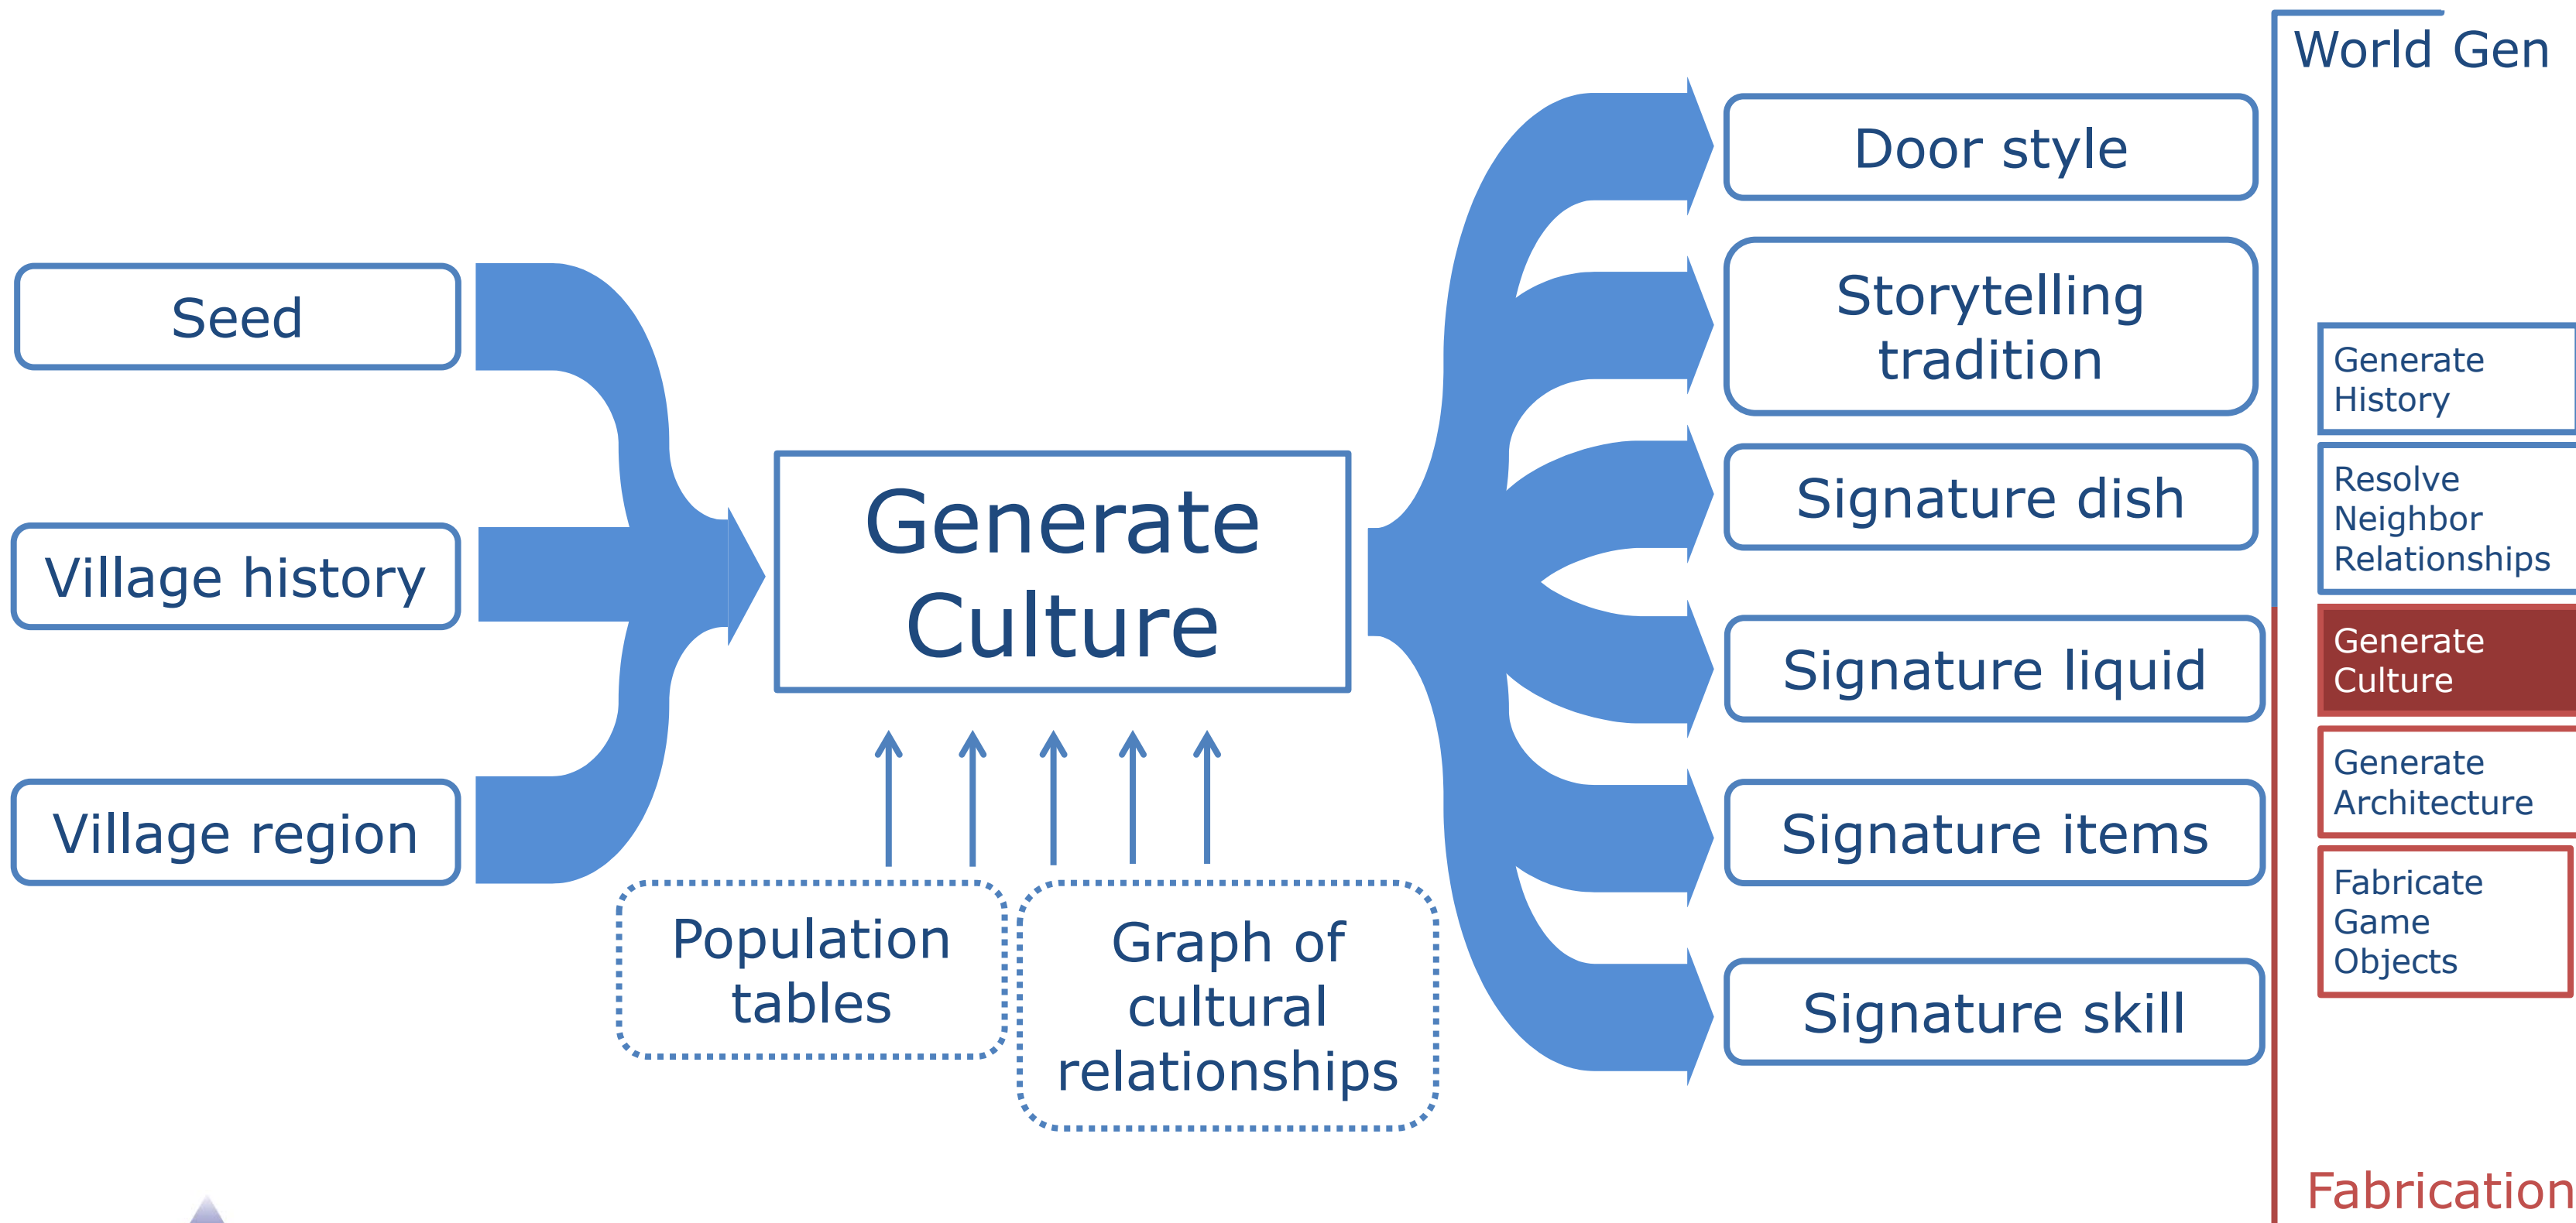 Seed
Village history
Village region
Generate
Culture
Population
tables
Graph of
cultural
relationships
Door style
Storytelling
tradition
Signature dish
Signature liquid
Signature items
Signature skill
World Gen
Generate
History
Resolve
Neighbor
Relationships
Generate
Culture
Generate
Architecture
Fabricate
Game
Objects
Fabrication